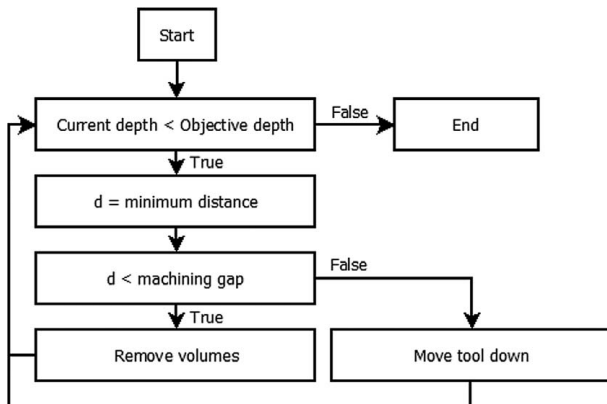 Start
Current depth < Objective depth
False
End
True
d = minimum distance
d < machining gap
False
True
Remove volumes
Move tool down